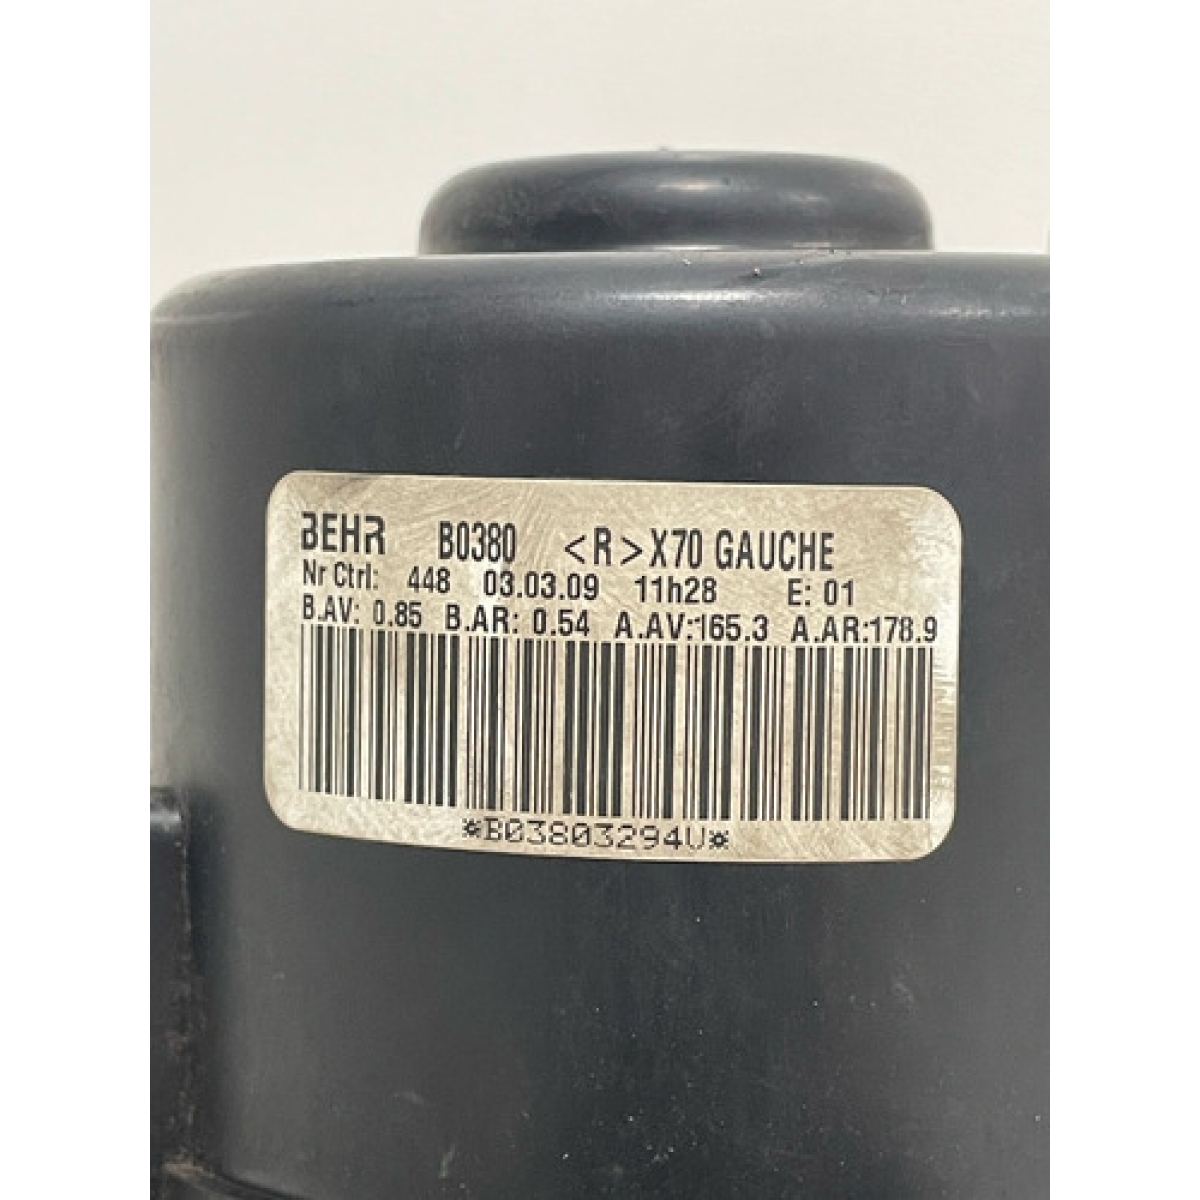 BEHR B0380 <R>X70 GAUCHE
Nr Ctrl: 448 03.03.09 11h28 E: 01
B.AV: 0.85 B.AR: 0.54 A.AV:165.3 A.AR:178.9
*B03803294U*